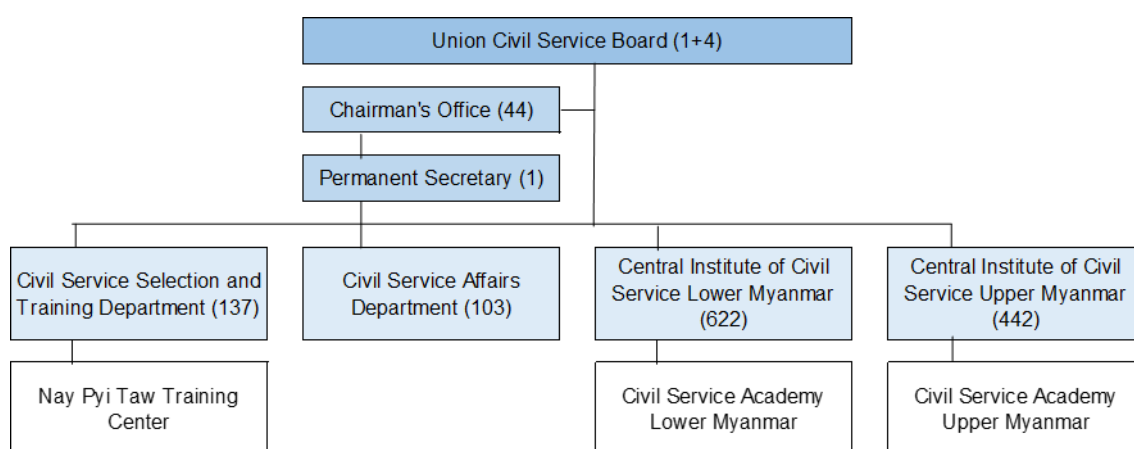 Union Civil Service Board (1+4)
Chairman's Office (44)
Permanent Secretary (1)
Civil Service Selection and
Training Department (137)
Civil Service Affairs
Department (103)
Central Institute of Civil
Service Lower Myanmar
(622)
Central Institute of Civil
Service Upper Myanmar
(442)
Nay Pyi Taw Training
Center
Civil Service Academy
Lower Myanmar
Civil Service Academy
Upper Myanmar